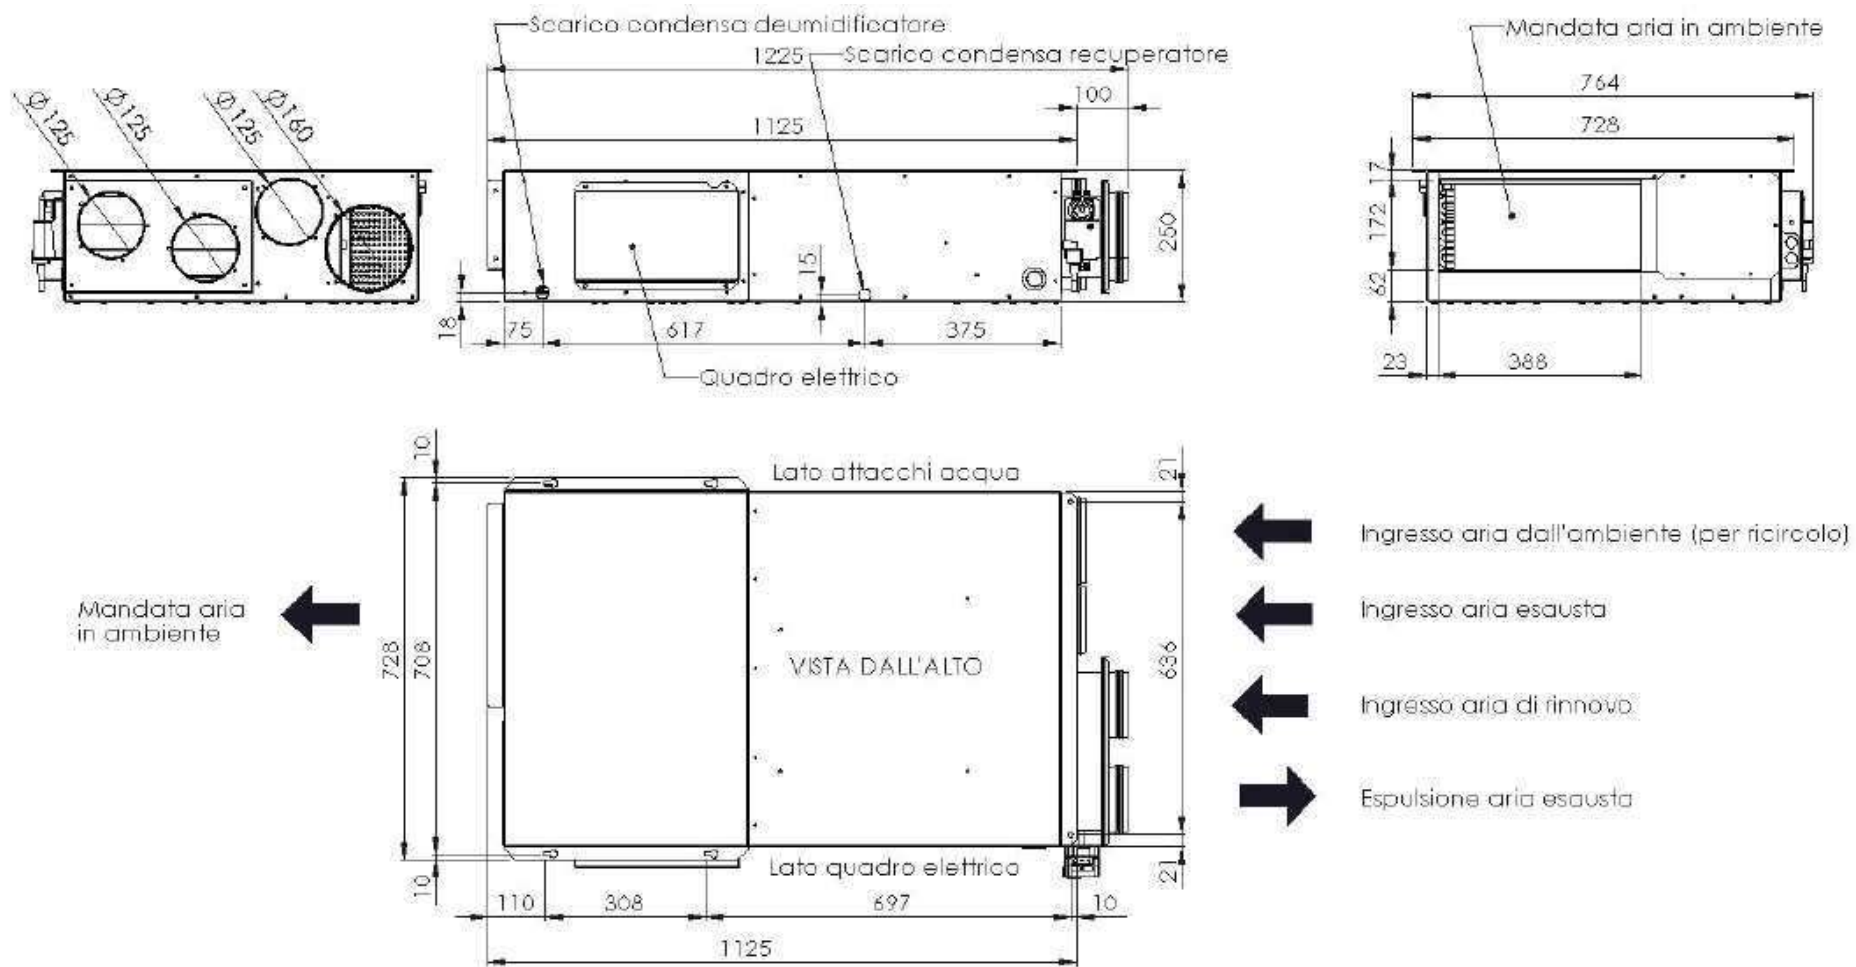 Scarico condensa deumidificatore
Mandata aria in ambiente
1225
Scarico condensa recuperatore
764
100
Ø125
Ø125
Ø125
Ø160
1125
728
17
172
62
250
15
18
75
617
375
23
388
Quadro elettrico
10
Lato attacchi acqua
21
Ingresso aria dall'ambiente (per ricircolo)
Mandata aria
in ambiente
Ingresso aria esausta
728
708
VISTA DALL'ALTO
636
Ingresso aria di rinnovo
Espulsione aria esausta
10
Lato quadro elettrico
21
110
308
697
10
1125